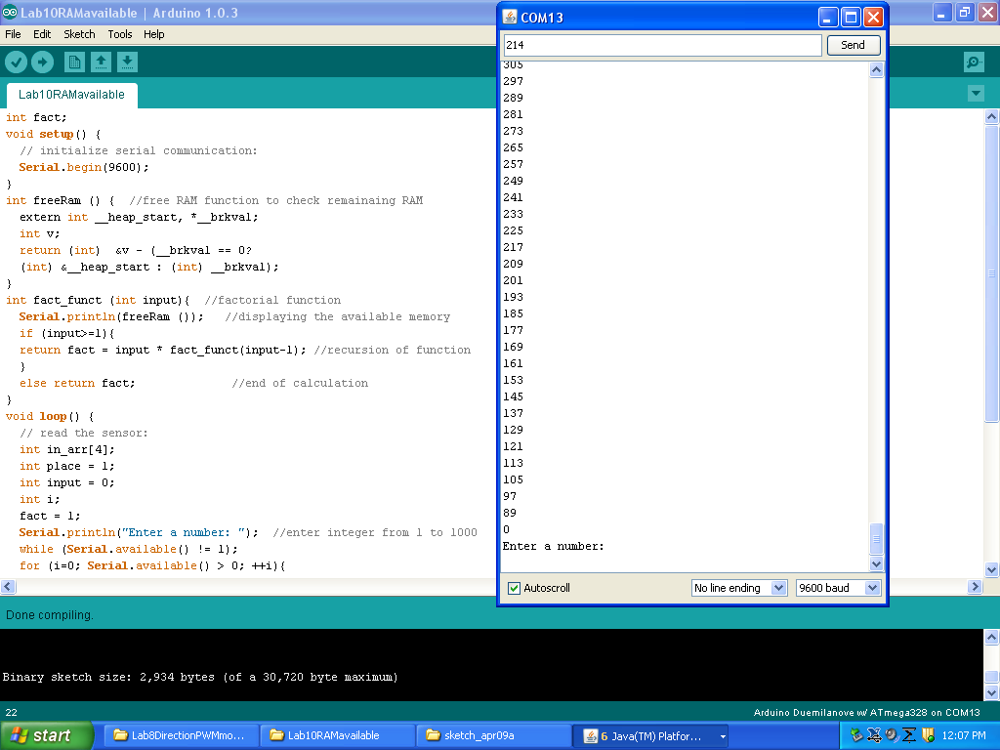 Lab10RAMavailable | Arduino 1.0.3
File Edit Sketch Tools Help
Lab10RAMavailable
int fact;
void setup() {
// initialize serial communication:
Serial.begin(9600);
}
int freeRam () { //free RAM function to check remainaing RAM
extern int __heap_start, *__brkval;
int v;
return (int) &v - (__brkval == 0?
(int) &__heap_start : (int) __brkval);
}
int fact_funct (int input){ //factorial function
Serial.println(freeRam ()); //displaying the available memory
if (input>=1){
return fact = input * fact_funct(input-1); //recursion of function
}
else return fact; //end of calculation
}
void loop() {
// read the sensor:
int in_arr[4];
int place = 1;
int input = 0;
int i;
fact = 1;
Serial.println("Enter a number: "); //enter integer from 1 to 1000
while (Serial.available() != 1);
for (i=0; Serial.available() > 0; ++i){
COM13
214
Send
305
297
289
281
273
265
257
249
241
233
225
217
209
201
193
185
177
169
161
153
145
137
129
121
113
105
97
89
0
Enter a number:
Autoscroll
No line ending
9600 baud
Done compiling.
Binary sketch size: 2,934 bytes (of a 30,720 byte maximum)
22
Arduino Duemilanove w/ ATmega328 on COM13
start
Lab8DirectionPWMmo...
Lab10RAMavailable
sketch_apr09a
6 Java(TM) Platfor...
12:07 PM